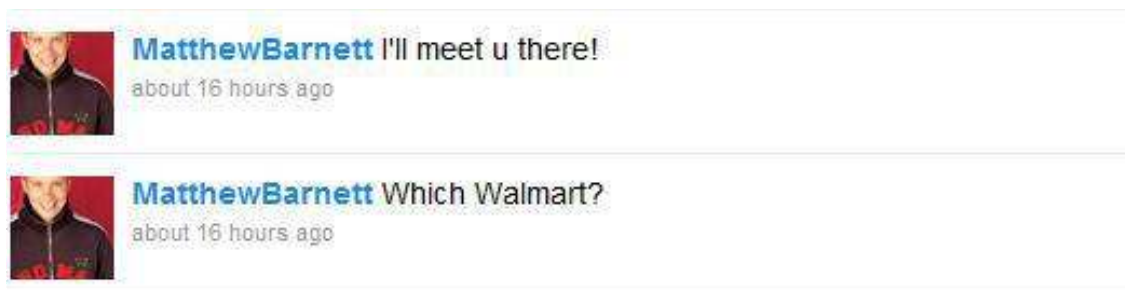 MatthewBarnett I'll meet u there!
about 16 hours ago
MatthewBarnett Which Walmart?
about 16 hours ago